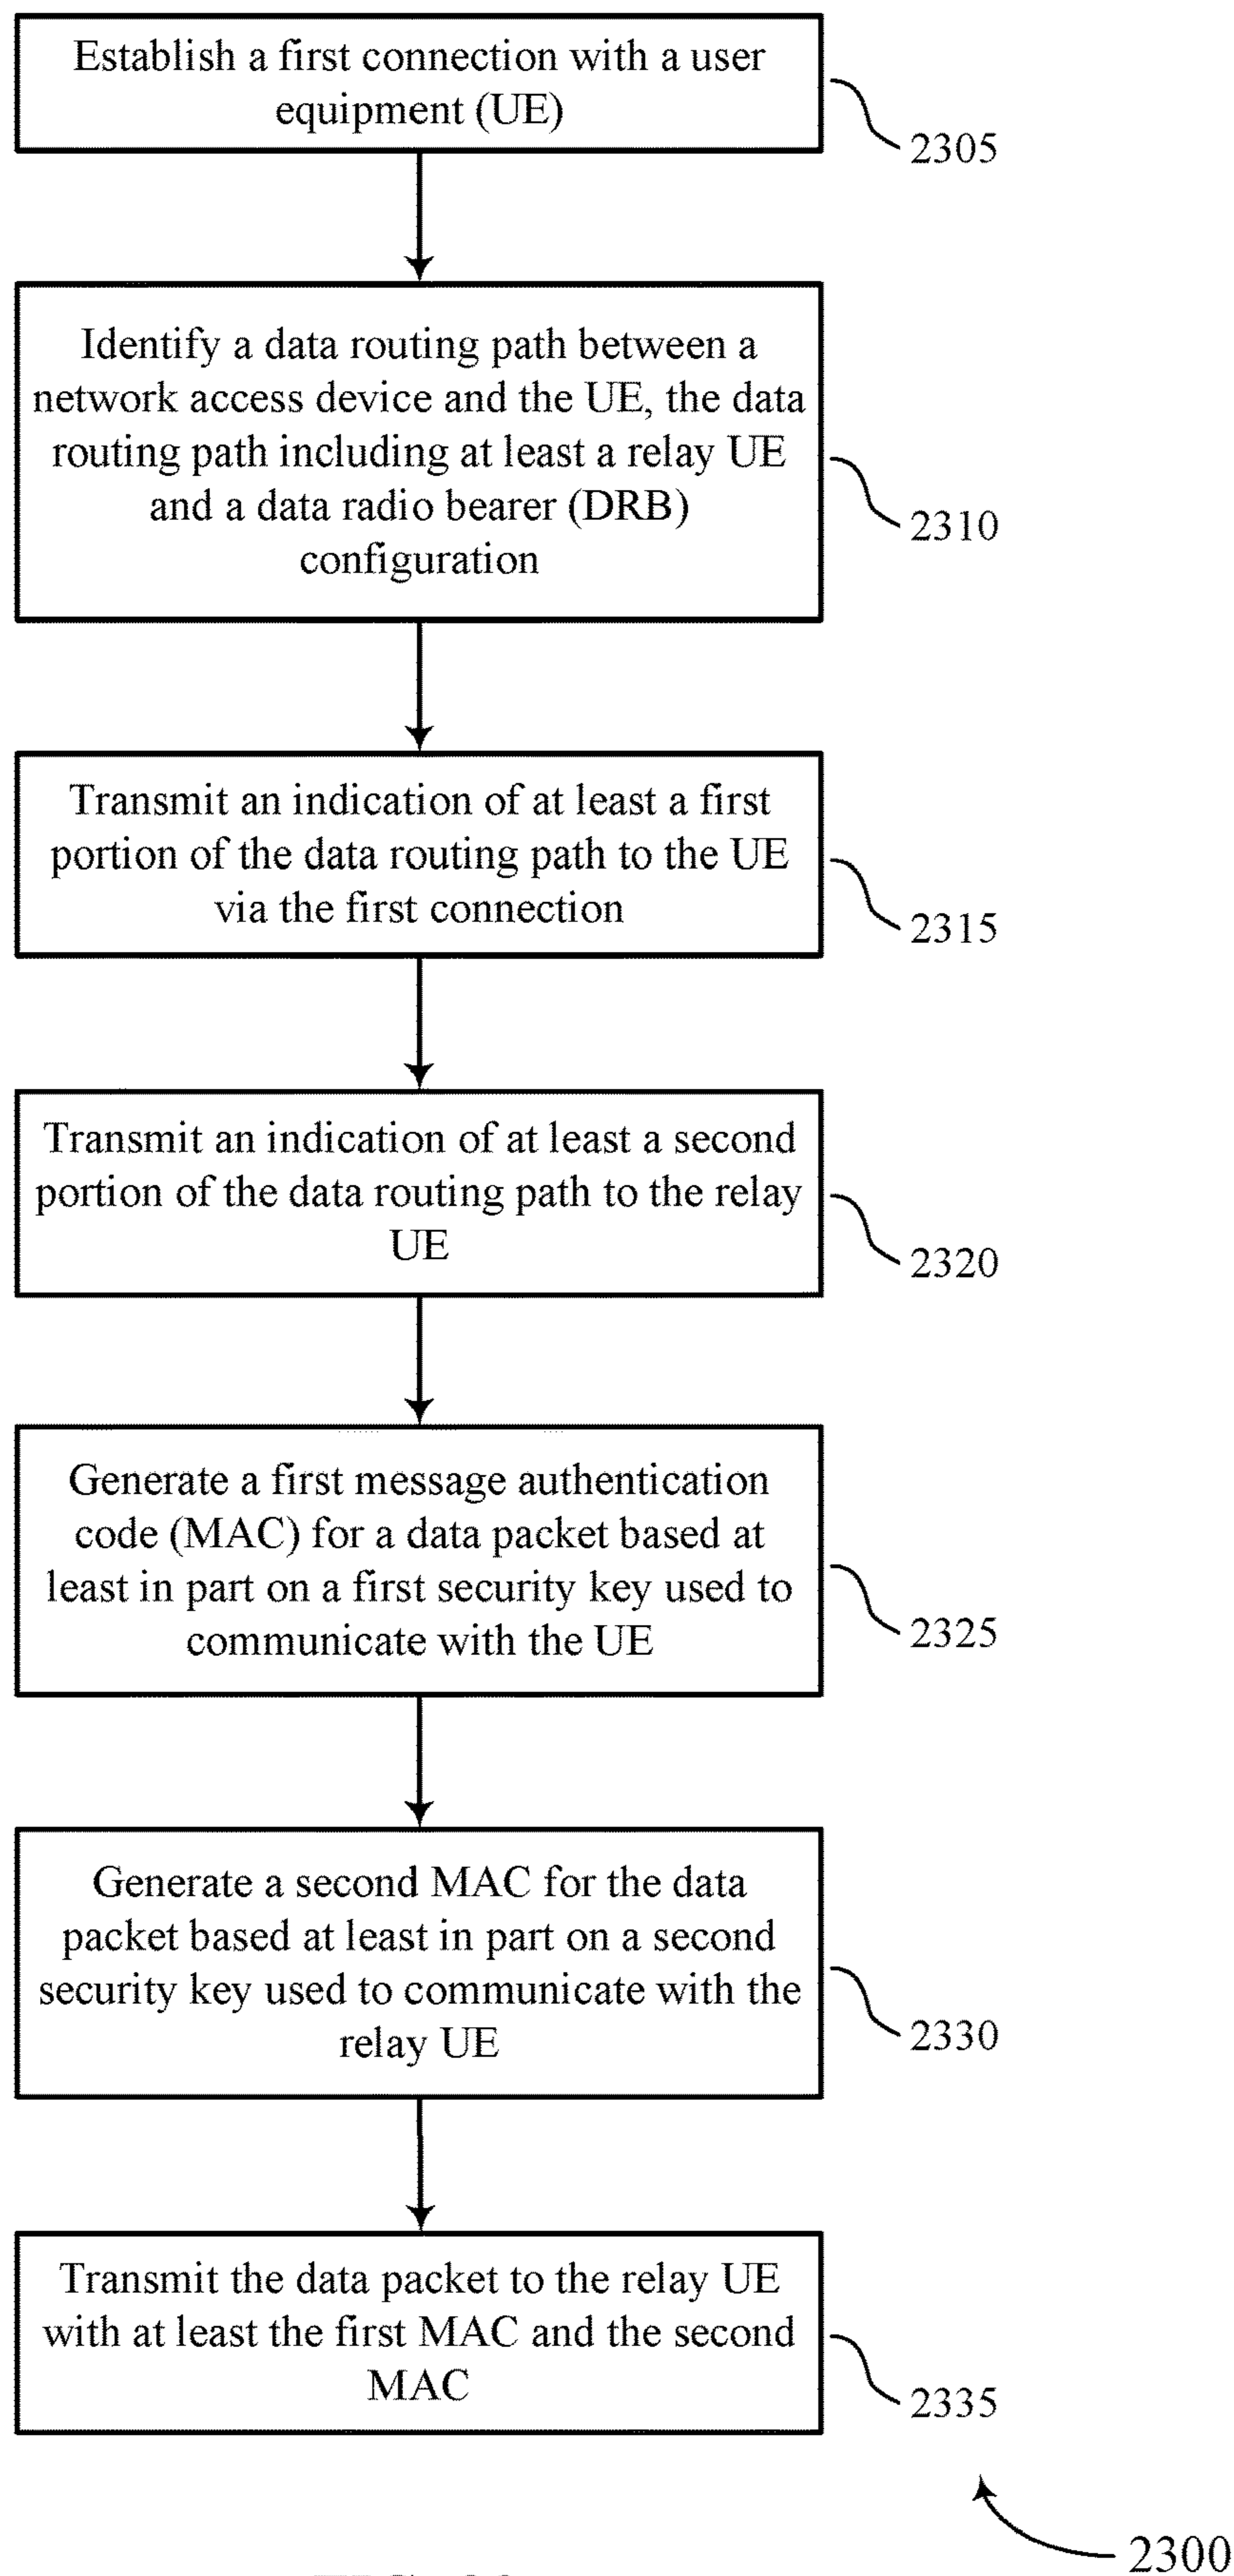 Establish a first connection with a user
equipment (UE)
2305
Identify a data routing path between a
network access device and the UE, the data
routing path including at least a relay UE
and a data radio bearer (DRB)
configuration
2310
Transmit an indication of at least a first
portion of the data routing path to the UE
via the first connection
2315
Transmit an indication of at least a second
portion of the data routing path to the relay
UE
2320
Generate a first message authentication
code (MAC) for a data packet based at
least in part on a first security key used to
communicate with the UE
2325
Generate a second MAC for the data
packet based at least in part on a second
security key used to communicate with the
relay UE
2330
Transmit the data packet to the relay UE
with at least the first MAC and the second
MAC
2335
2300